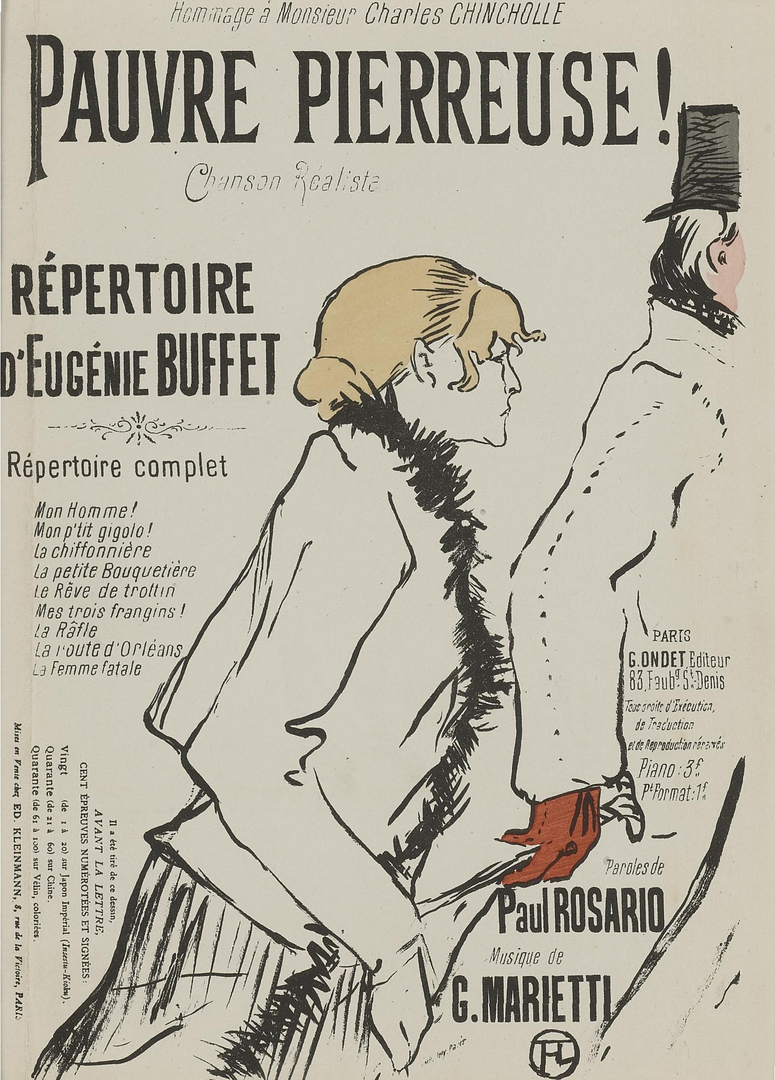 Hommage à Monsieur Charles CHINCHOLLE
PAUVRE PIERREUSE !
Chanson Réaliste
RÉPERTOIRE
D'EUGÉNIE BUFFET
Répertoire complet
Mon Homme !
Mon p'tit gigolo !
La chiffonnière
La petite Bouquetière
Le Rêve de trottin
Mes trois frangins !
La Râfle
La route d'Orléans
La Femme fatale
PARIS
G. ONDET, Editeur
83, Faubg St Denis
Tous droits d'Exécution,
de Traduction
et de Reproduction réservés
Piano : 3f
Pt Format : 1f
Paroles de
Paul ROSARIO
Musique de
G. MARIETTI
Il a été tiré de ce dessin,
AVANT LA LETTRE,
CENT ÉPREUVES NUMÉROTÉES ET SIGNÉES:
Vingt (de 1 à 20) sur Japon Impérial (Insetsu-Kioku).
Quarante (de 21 à 60) sur Chine.
Quarante (de 61 à 100) sur Vélin, coloriées.
Mises en Vente chez ED. KLEINMANN, 8, rue de la Victoire, PARIS